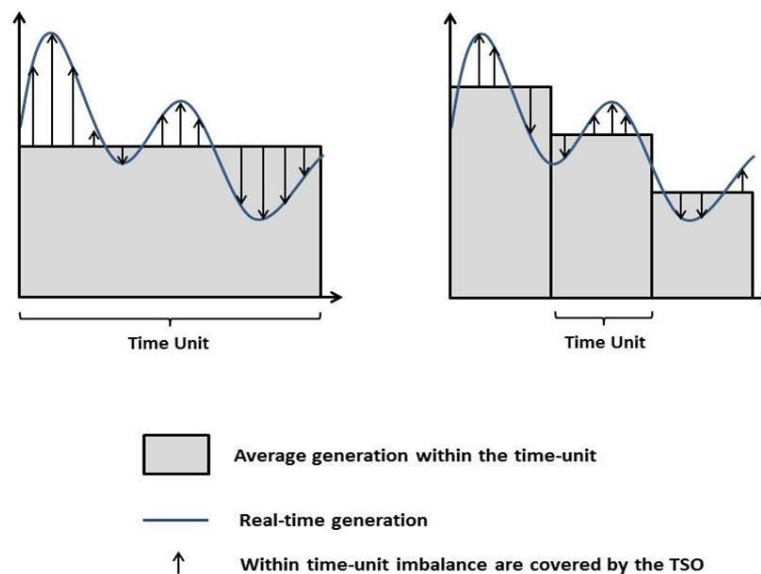 Time Unit
Time Unit
Average generation within the time-unit
Real-time generation
Within time-unit imbalance are covered by the TSO